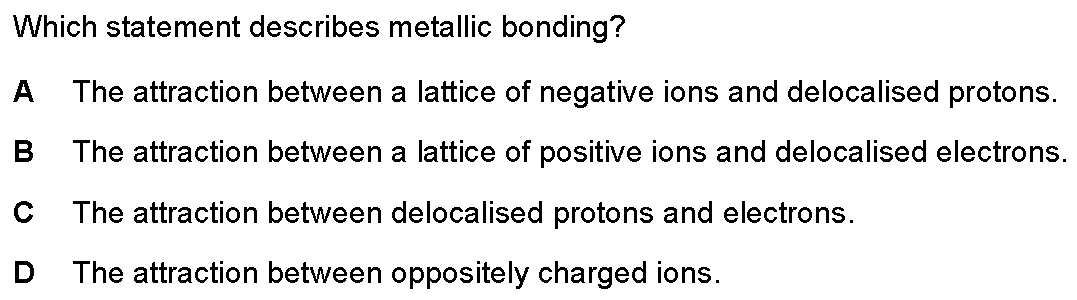 Which statement describes metallic bonding?
A The attraction between a lattice of negative ions and delocalised protons.
B The attraction between a lattice of positive ions and delocalised electrons.
C The attraction between delocalised protons and electrons.
D The attraction between oppositely charged ions.